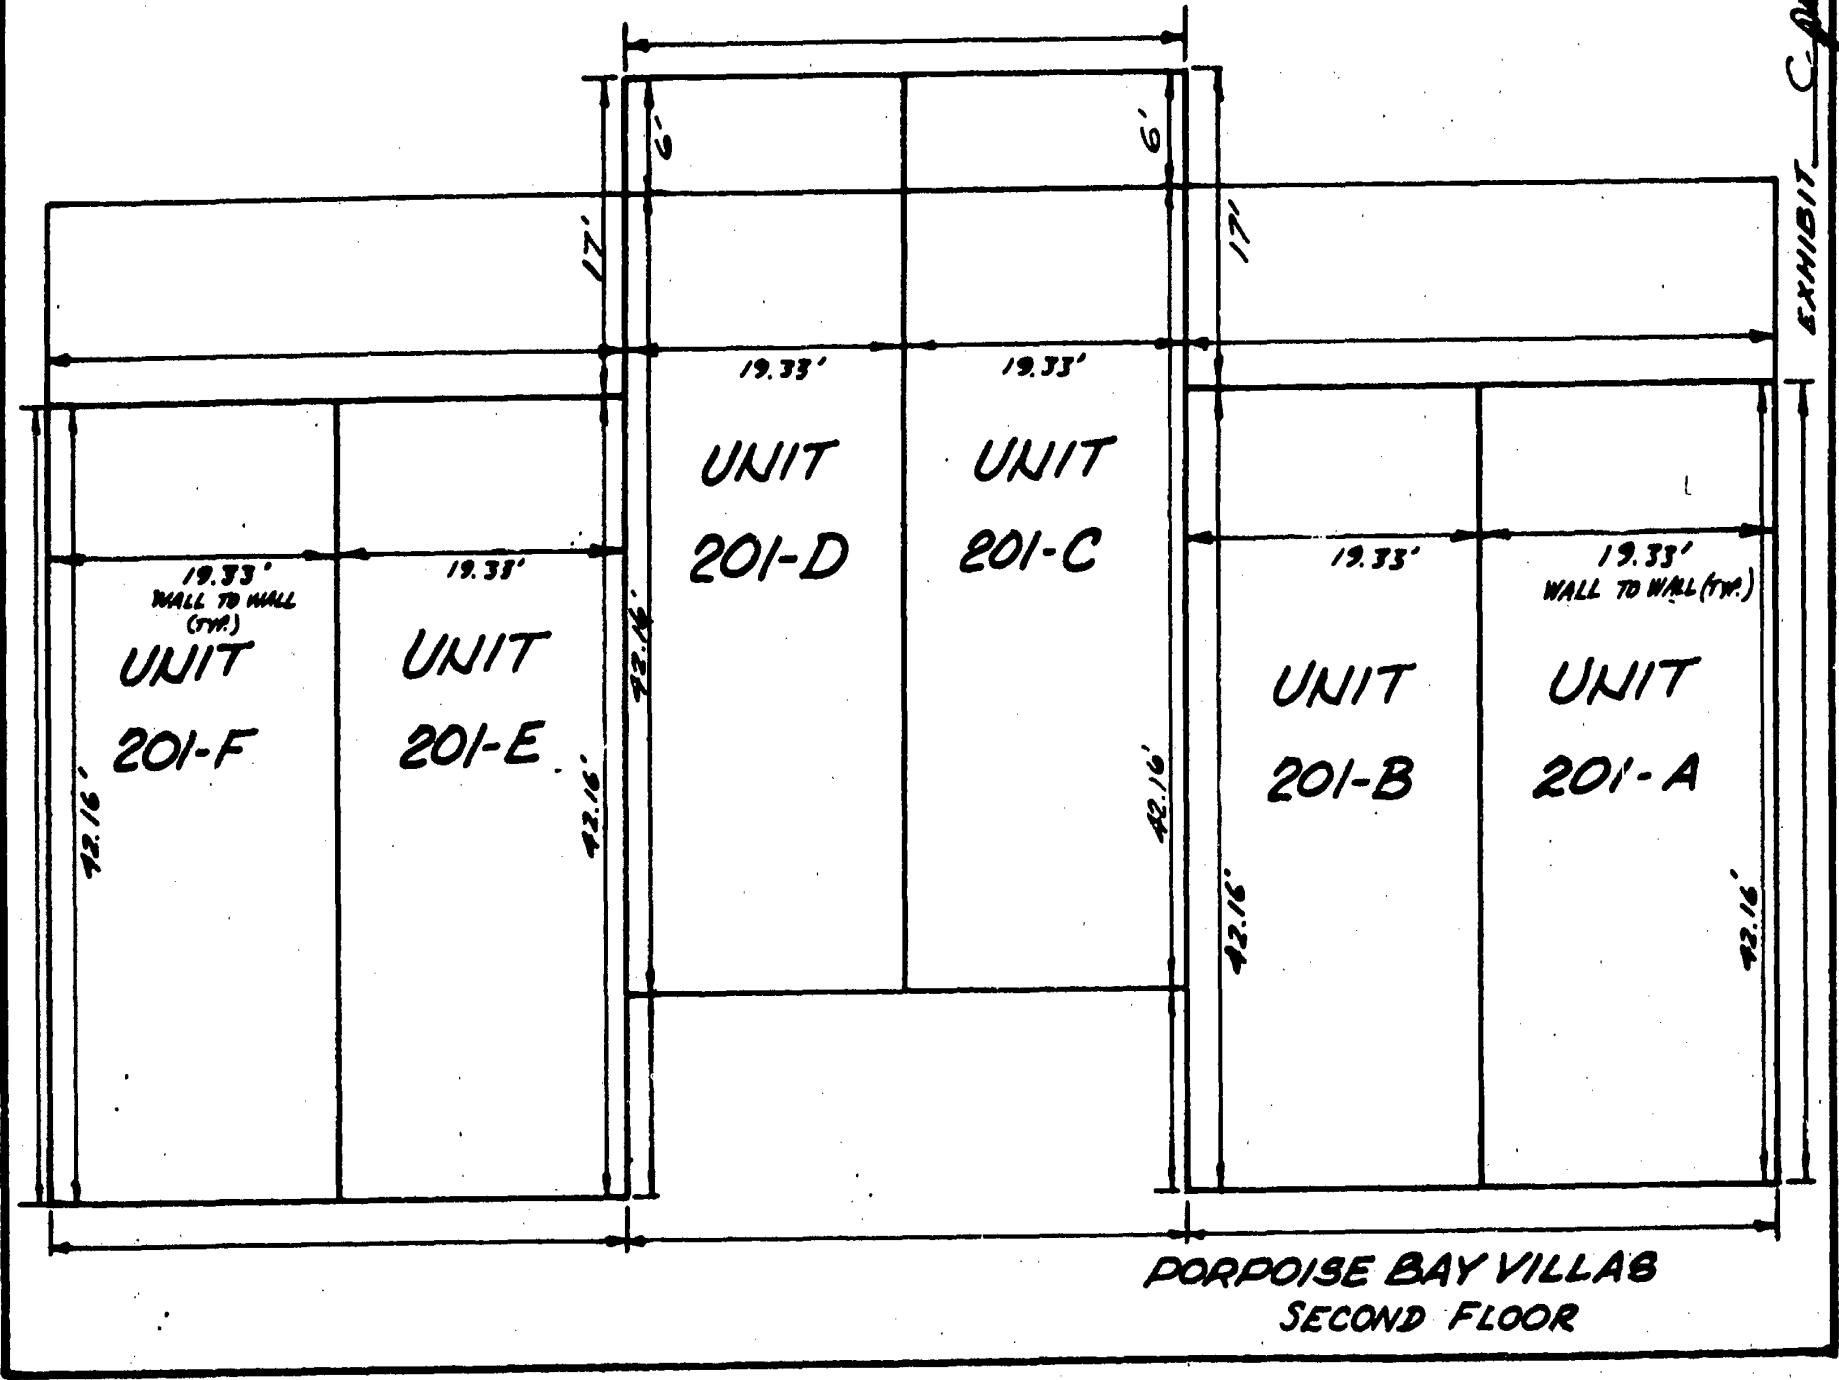 EXHIBIT C
6'
6'
17'
17'
19.33'
19.33'
UNIT
201-D
UNIT
201-C
19.33'
WALL TO WALL
(TYP.)
UNIT
201-F
19.33'
UNIT
201-E
19.33'
UNIT
201-B
19.33'
WALL TO WALL (TYP.)
UNIT
201-A
42.16'
42.16'
42.16'
42.16'
42.16'
42.16'
PORPOISE BAY VILLAS
SECOND FLOOR